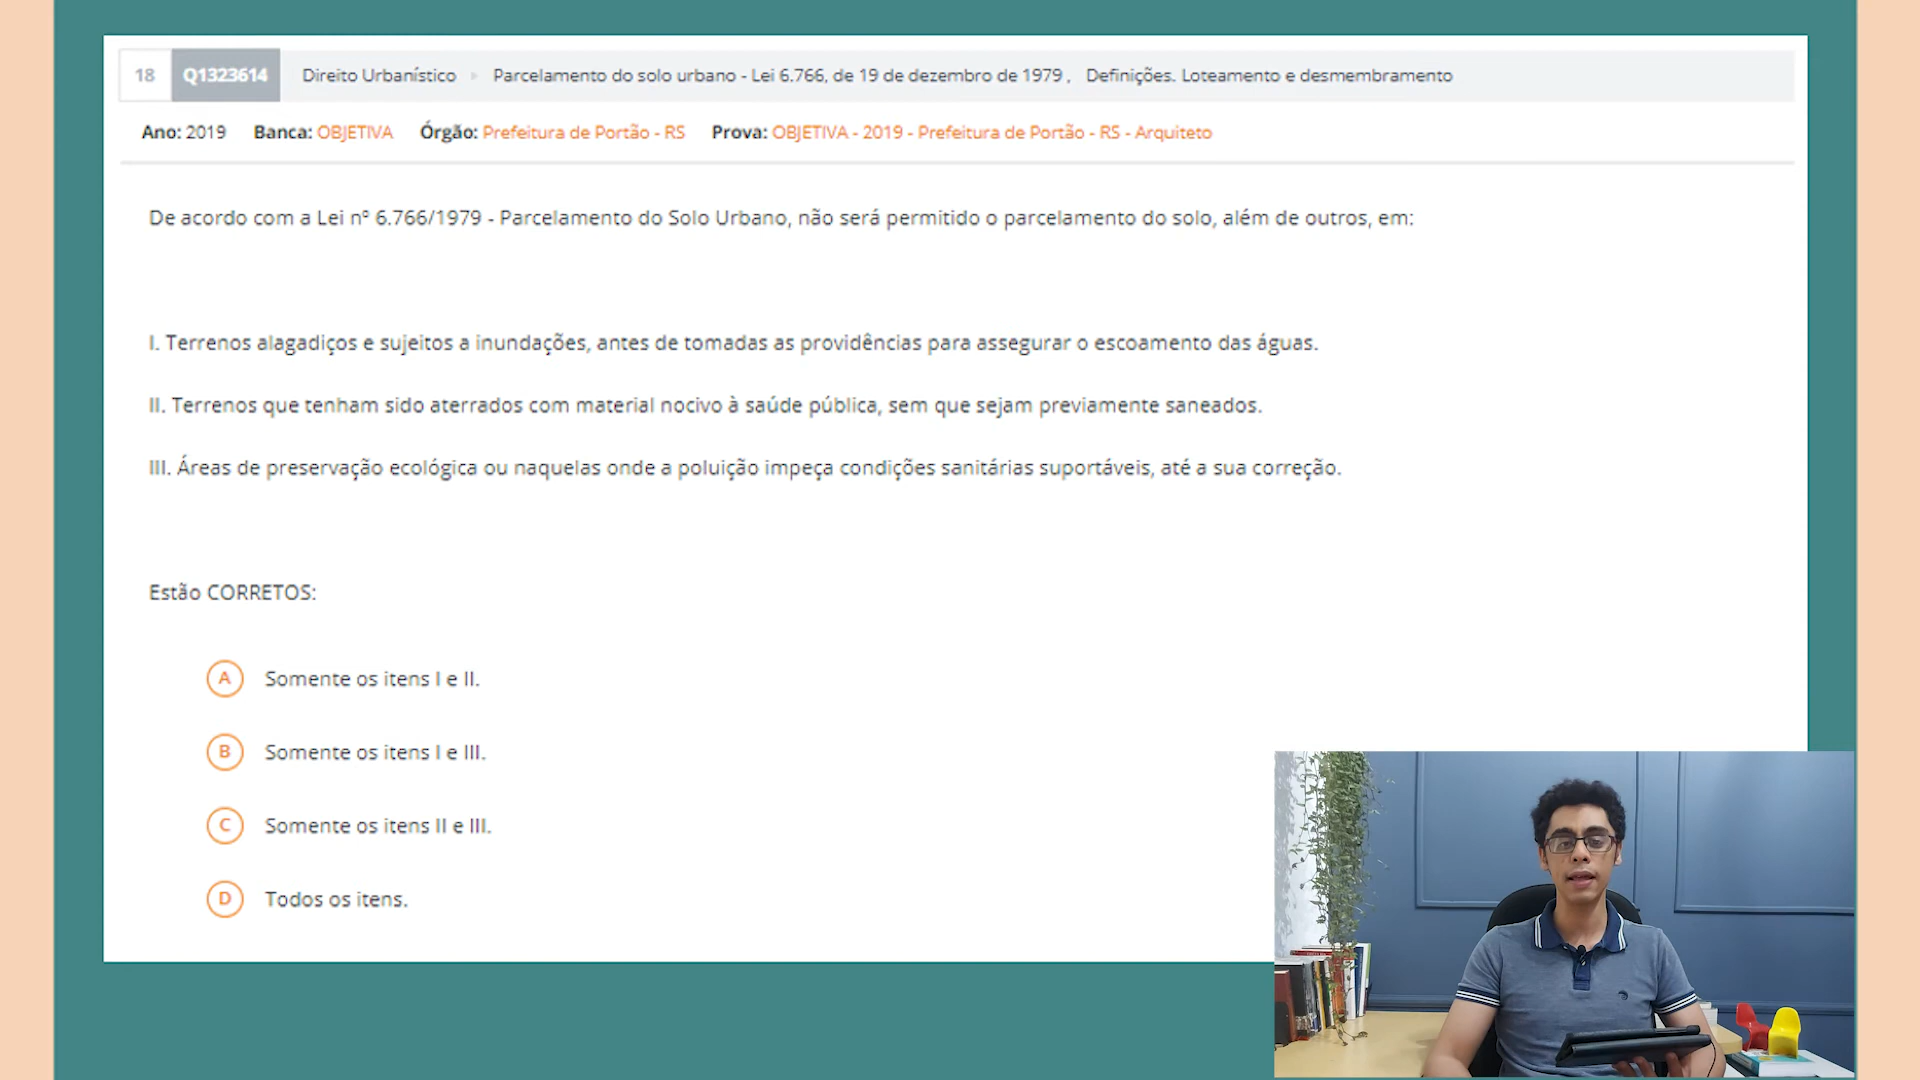 18 Q1323614 Direito Urbanístico Parcelamento do solo urbano - Lei 6.766, de 19 de dezembro de 1979 , Definições. Loteamento e desmembramento
Ano: 2019 Banca: OBJETIVA Órgão: Prefeitura de Portão - RS Prova: OBJETIVA - 2019 - Prefeitura de Portão - RS - Arquiteto
De acordo com a Lei nº 6.766/1979 - Parcelamento do Solo Urbano, não será permitido o parcelamento do solo, além de outros, em:
I. Terrenos alagadiços e sujeitos a inundações, antes de tomadas as providências para assegurar o escoamento das águas.
II. Terrenos que tenham sido aterrados com material nocivo à saúde pública, sem que sejam previamente saneados.
III. Áreas de preservação ecológica ou naquelas onde a poluição impeça condições sanitárias suportáveis, até a sua correção.
Estão CORRETOS:
A Somente os itens I e II.
B Somente os itens I e III.
C Somente os itens II e III.
D Todos os itens.